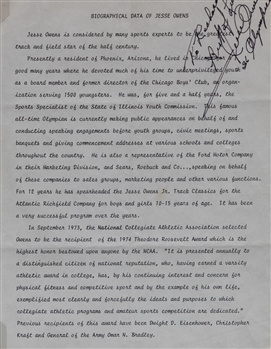 BIOGRAPHICAL DATA OF JESSE OWENS
Jesse Owens is considered by many sports experts to be the greatest
track and field star of the half century.
Presently a resident of Phoenix, Arizona, he lived in Chicago
good many years where he devoted much of his time to underprivileged youth
as a board member and former director of the Chicago Boys' Club, an organ-
ization serving 1500 youngsters. He was, for five and a half years, the
Sports Specialist of the State of Illinois Youth Commission. This famous
all-time Olympian is currently making public appearances on behalf of and
conducting speaking engagements before youth groups, civic meetings, sports
banquets and giving commencement addresses at various schools and colleges
throughout the country. He is also a representative of the Ford Motor Company
in their Marketing Division, and Sears, Roebuck and Co.., speaking on behalf
of these companies to sales groups, marketing people and other various functions.
For 12 years he has spearheaded the Jesse Owens Jr. Track Classics for the
Atlantic Richfield Company for boys and girls 10-15 years of age. It has been
a very successful program over the years.
In September 1973, the National Collegiate Athletic Association selected
Owens to be the recipient of the 1974 Theodore Roosevelt Award which is the
highest honor bestowed upon anyone by the NCAA. "It is presented annually to
a distinguished citizen of national reputation, who, having earned a varsity
athletic award in college, has, by his continuing interest and concern for
physical fitness and competitive sport and by the example of his own life,
exemplified most clearly and forcefully the ideals and purposes to which
collegiate athletic programs and amateur sports competition are dedicated."
Previous recipients of this award have been Dwight D. Eisenhower, Christopher
Kraft and General of the Army Omar N. Bradley.